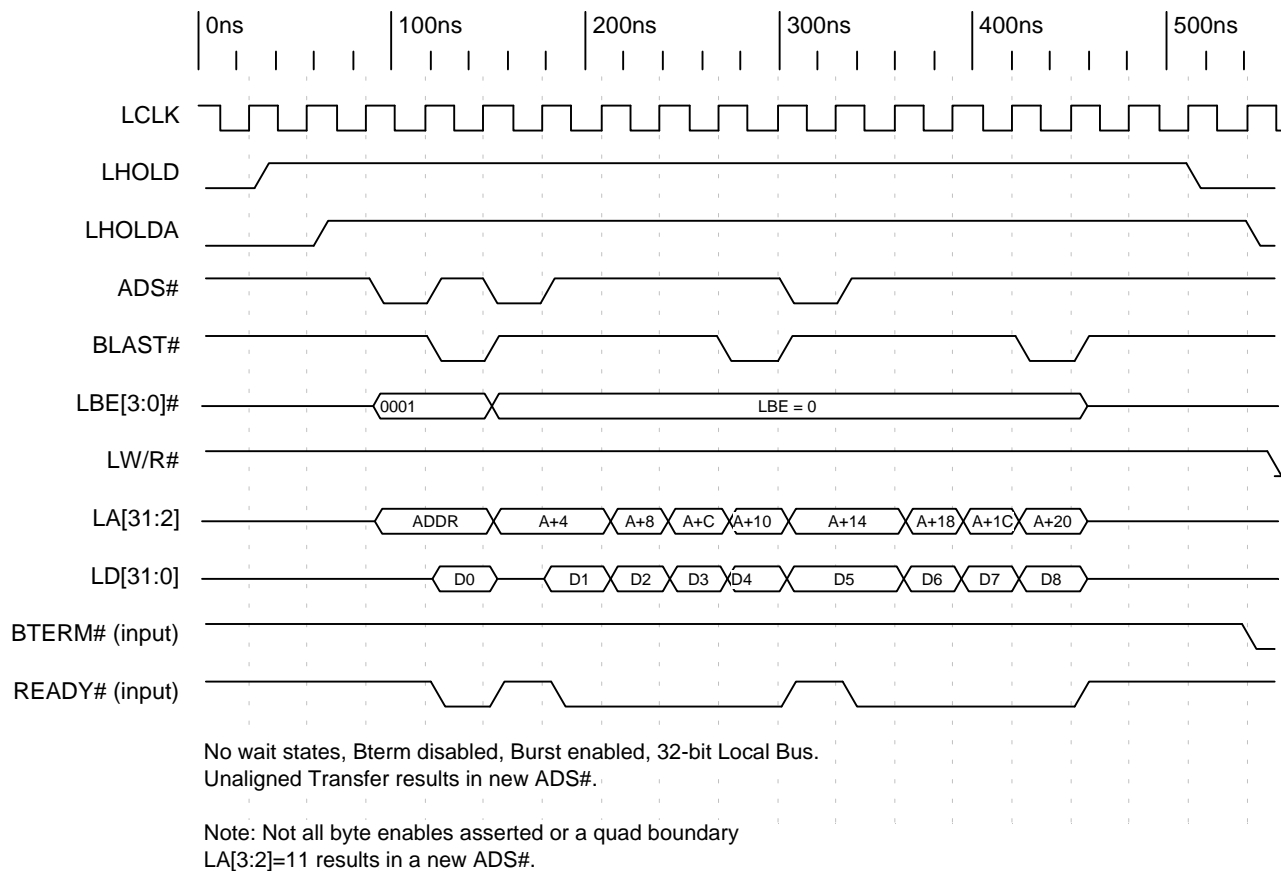 0ns 100ns 200ns 300ns 400ns 500ns
LCLK
LHOLD
LHOLDA
ADS#
BLAST#
LBE[3:0]# 0001 LBE = 0
LW/R#
LA[31:2] ADDR A+4 A+8 A+C A+10 A+14 A+18 A+1C A+20
LD[31:0] D0 D1 D2 D3 D4 D5 D6 D7 D8
BTERM# (input)
READY# (input)
No wait states, Bterm disabled, Burst enabled, 32-bit Local Bus.
Unaligned Transfer results in new ADS#.
Note: Not all byte enables asserted or a quad boundary
LA[3:2]=11 results in a new ADS#.